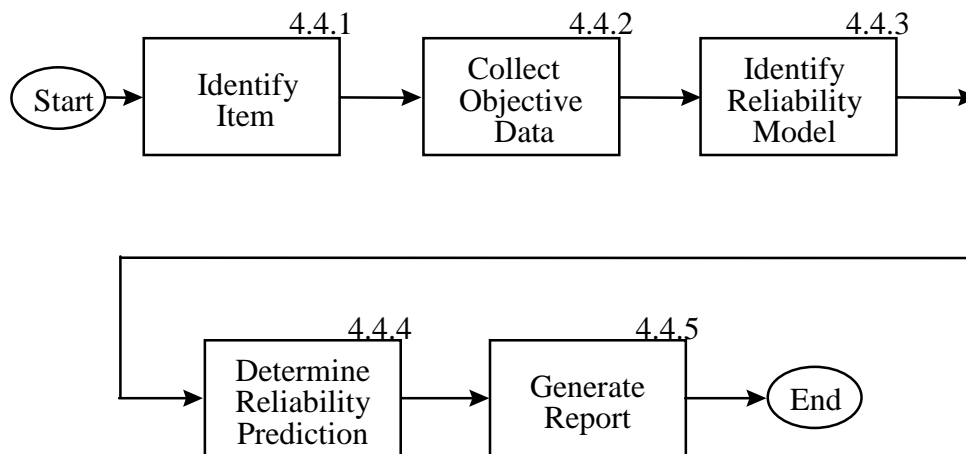 4.4.1
4.4.2
4.4.3
Start
Identify
Item
Collect
Objective
Data
Identify
Reliability
Model
4.4.4
4.4.5
Determine
Reliability
Prediction
Generate
Report
End